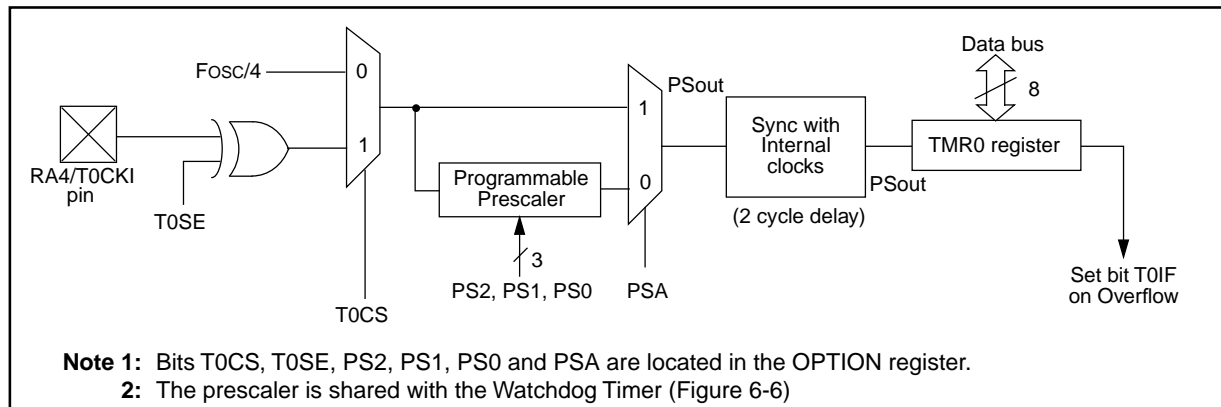 Data bus
8
FOSC/4
0
1
PSout
1
0
Sync with
Internal
clocks
TMR0 register
RA4/T0CKI
pin
Programmable
Prescaler
PSout
T0SE
(2 cycle delay)
3
PS2, PS1, PS0
PSA
Set bit T0IF
on Overflow
T0CS
Note 1: Bits T0CS, T0SE, PS2, PS1, PS0 and PSA are located in the OPTION register.
2: The prescaler is shared with the Watchdog Timer (Figure 6-6)